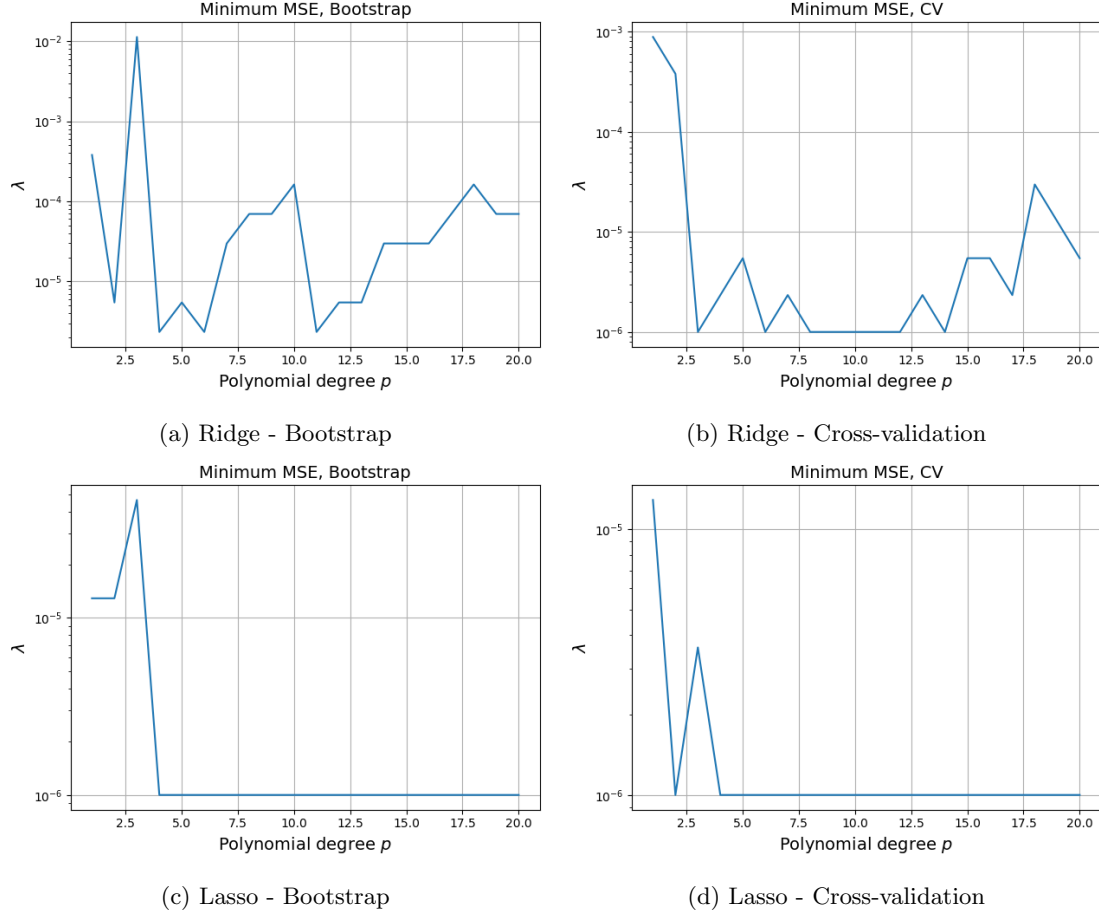 Minimum MSE, Bootstrap
10⁻²
10⁻³
10⁻⁴
10⁻⁵
λ
2.5 5.0 7.5 10.0 12.5 15.0 17.5 20.0
Polynomial degree p
(a) Ridge - Bootstrap
Minimum MSE, CV
10⁻³
10⁻⁴
10⁻⁵
10⁻⁶
λ
2.5 5.0 7.5 10.0 12.5 15.0 17.5 20.0
Polynomial degree p
(b) Ridge - Cross-validation
Minimum MSE, Bootstrap
10⁻⁵
10⁻⁶
λ
2.5 5.0 7.5 10.0 12.5 15.0 17.5 20.0
Polynomial degree p
(c) Lasso - Bootstrap
Minimum MSE, CV
10⁻⁵
10⁻⁶
λ
2.5 5.0 7.5 10.0 12.5 15.0 17.5 20.0
Polynomial degree p
(d) Lasso - Cross-validation